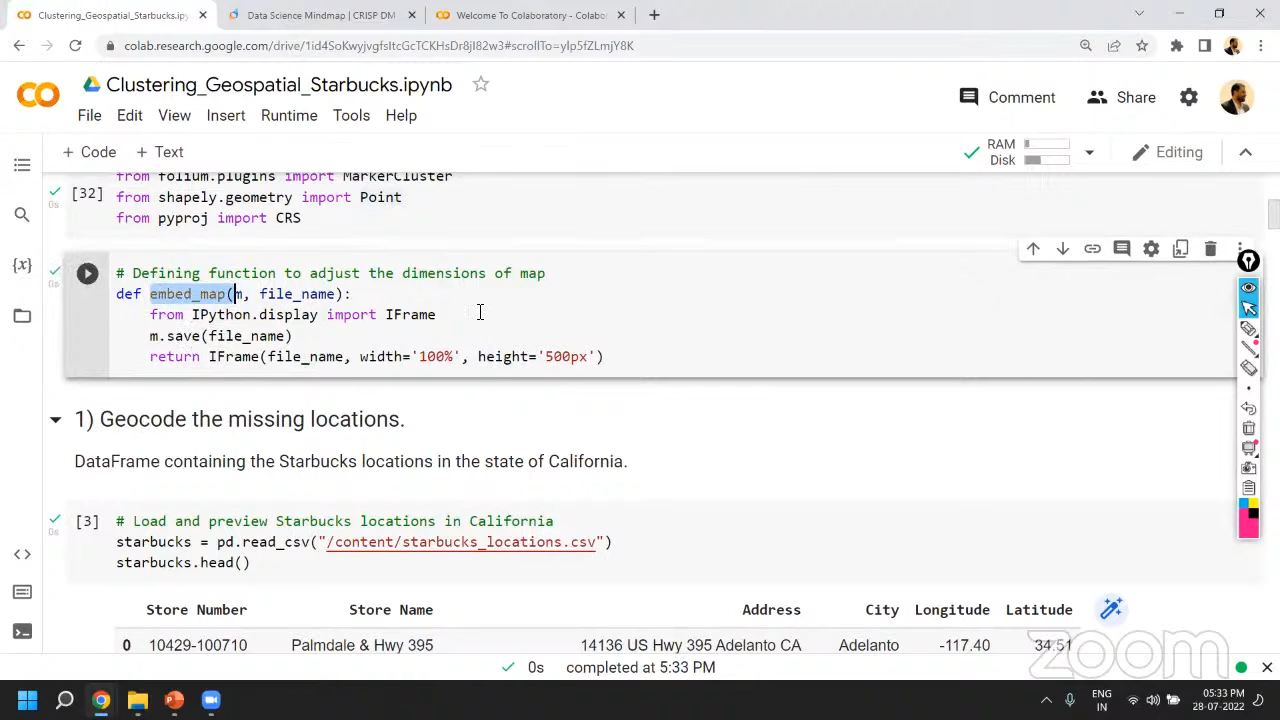 Clustering_Geospatial_Starbucks.ipy
Data Science Mindmap | CRISP DM
Welcome To Colaboratory - Colabo
colab.research.google.com/drive/1id4SoKwyjvgfsItcGcTCKHsDr8jI82w3#scrollTo=ylp5fZLmjY8K
Clustering_Geospatial_Starbucks.ipynb
Comment
Share
File Edit View Insert Runtime Tools Help
+ Code + Text
RAM
Disk
Editing
from folium.plugins import MarkerCluster
[32]
0s
from shapely.geometry import Point
from pyproj import CRS
0s
# Defining function to adjust the dimensions of map
def embed_map(m, file_name):
from IPython.display import IFrame
m.save(file_name)
return IFrame(file_name, width='100%', height='500px')
1) Geocode the missing locations.
DataFrame containing the Starbucks locations in the state of California.
[3]
0s
# Load and preview Starbucks locations in California
starbucks = pd.read_csv("/content/starbucks_locations.csv")
starbucks.head()
Store Number Store Name Address City Longitude Latitude
0 10429-100710 Palmdale & Hwy 395 14136 US Hwy 395 Adelanto CA Adelanto -117.40 34.51
0s completed at 5:33 PM
zoom
ENG
IN
05:33 PM
28-07-2022